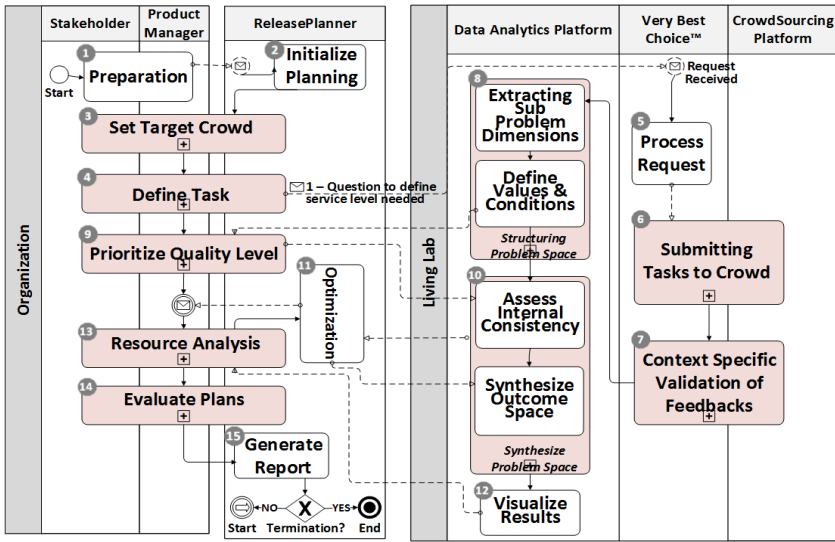 Stakeholder
Product
Manager
ReleasePlanner
Data Analytics Platform
Very Best
Choice™
CrowdSourcing
Platform
Organization
Living Lab
Start
1
Preparation
2
Initialize
Planning
3
Set Target Crowd
4
Define Task
1 – Question to define
service level needed
Request
Received
5
Process
Request
6
Submitting
Tasks to Crowd
7
Context Specific
Validation of
Feedbacks
8
Extracting
Sub
Problem
Dimensions
Define
Values &
Conditions
Structuring
Problem Space
9
Prioritize Quality Level
10
Assess
Internal
Consistency
Synthesize
Outcome
Space
Synthesize
Problem Space
11
Optimization
12
Visualize
Results
13
Resource Analysis
14
Evaluate Plans
15
Generate
Report
NO
X
YES
Start
Termination?
End